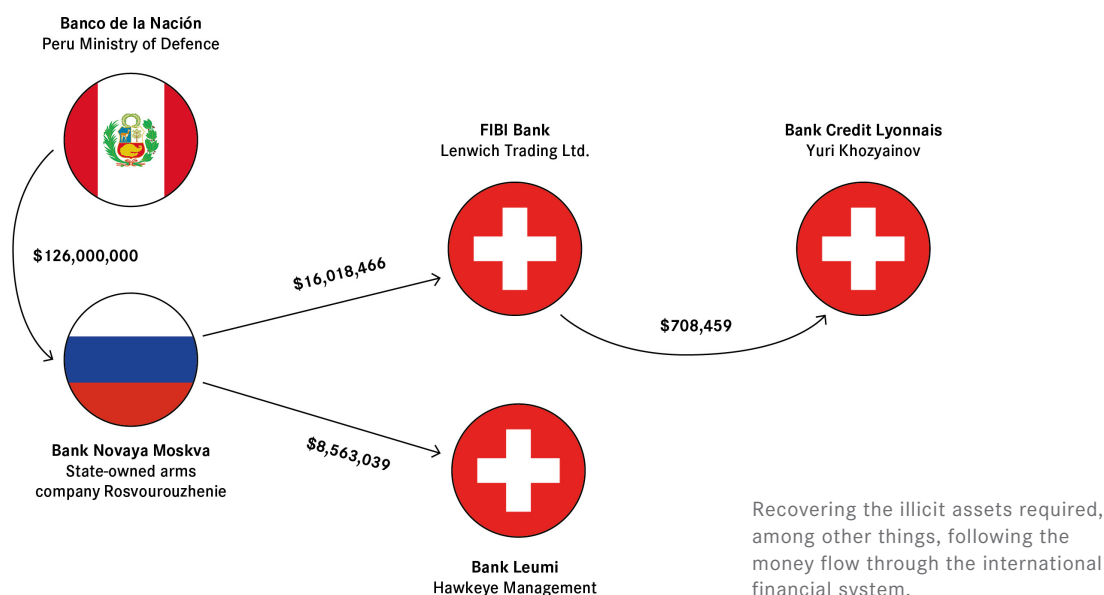 Banco de la Nación
Peru Ministry of Defence
$126,000,000
Bank Novaya Moskva
State-owned arms
company Rosvourouzhenie
$16,018,466
$8,563,039
FIBI Bank
Lenwich Trading Ltd.
Bank Leumi
Hawkeye Management
$708,459
Bank Credit Lyonnais
Yuri Khozyainov
Recovering the illicit assets required,
among other things, following the
money flow through the international
financial system.